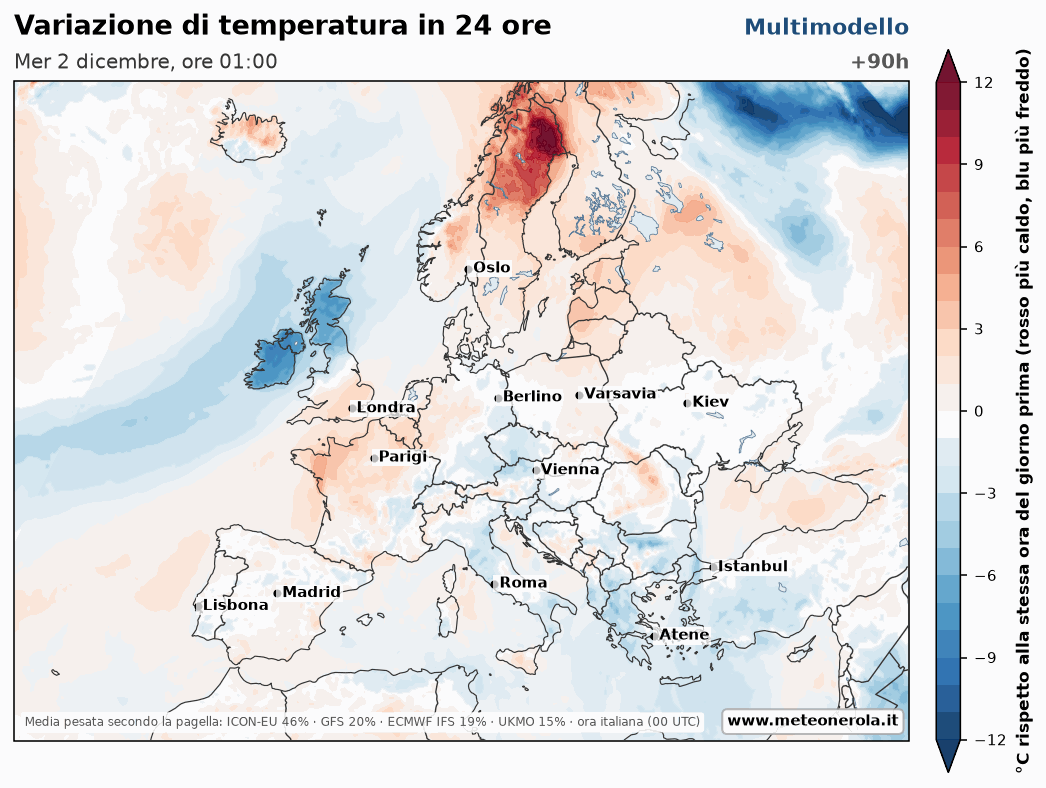 Variazione di temperatura in 24 ore
Multimodello
Mer 2 dicembre, ore 01:00
+90h
Oslo
Londra
Berlino
Varsavia
Kiev
Parigi
Vienna
Istanbul
Roma
Madrid
Lisbona
Atene
Media pesata secondo la pagella: ICON-EU 46% · GFS 20% · ECMWF IFS 19% · UKMO 15% · ora italiana (00 UTC)
www.meteonerola.it
12
9
6
3
0
−3
−6
−9
−12
°C rispetto alla stessa ora del giorno prima (rosso più caldo, blu più freddo)